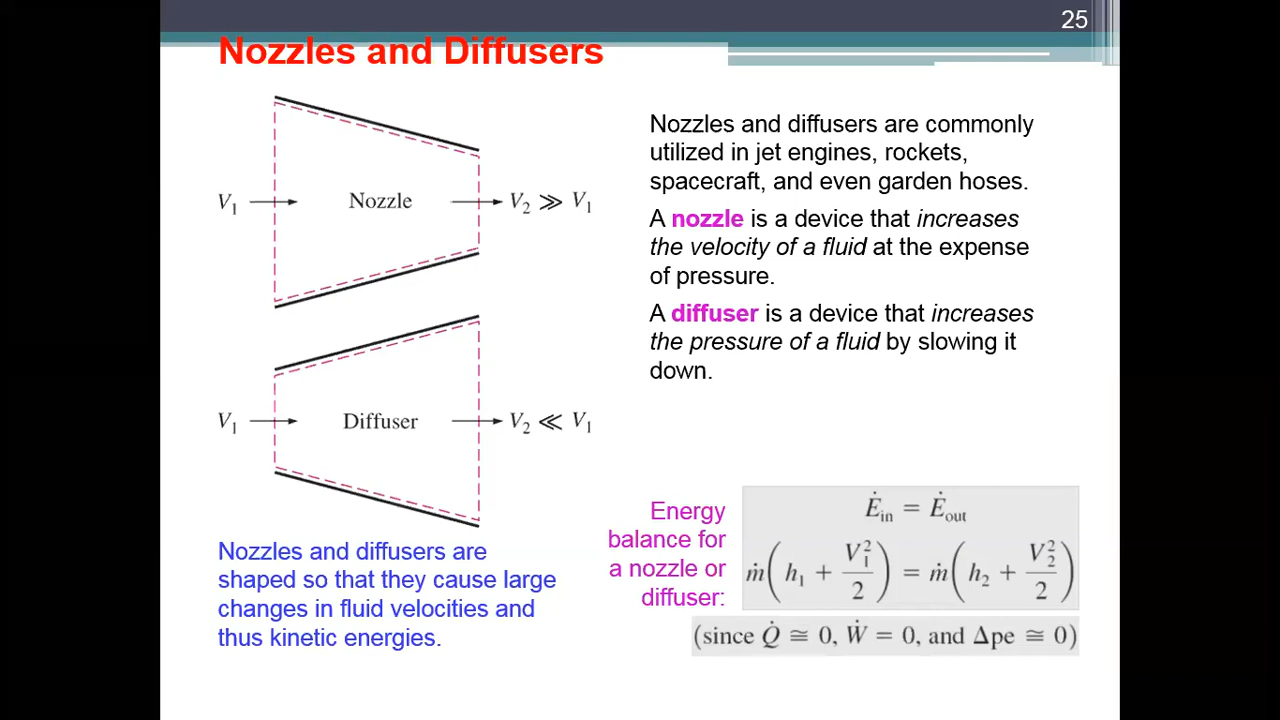 25
Nozzles and Diffusers
V₁ Nozzle V₂ ≫ V₁
V₁ Diffuser V₂ ≪ V₁
Nozzles and diffusers are
shaped so that they cause large
changes in fluid velocities and
thus kinetic energies.
Nozzles and diffusers are commonly
utilized in jet engines, rockets,
spacecraft, and even garden hoses.
A nozzle is a device that increases
the velocity of a fluid at the expense
of pressure.
A diffuser is a device that increases
the pressure of a fluid by slowing it
down.
Energy
balance for
a nozzle or
diffuser:
Ė_in = Ė_out
ṁ(h₁ + V₁²/2) = ṁ(h₂ + V₂²/2)
(since Q̇ ≅ 0, Ẇ = 0, and Δpe ≅ 0)